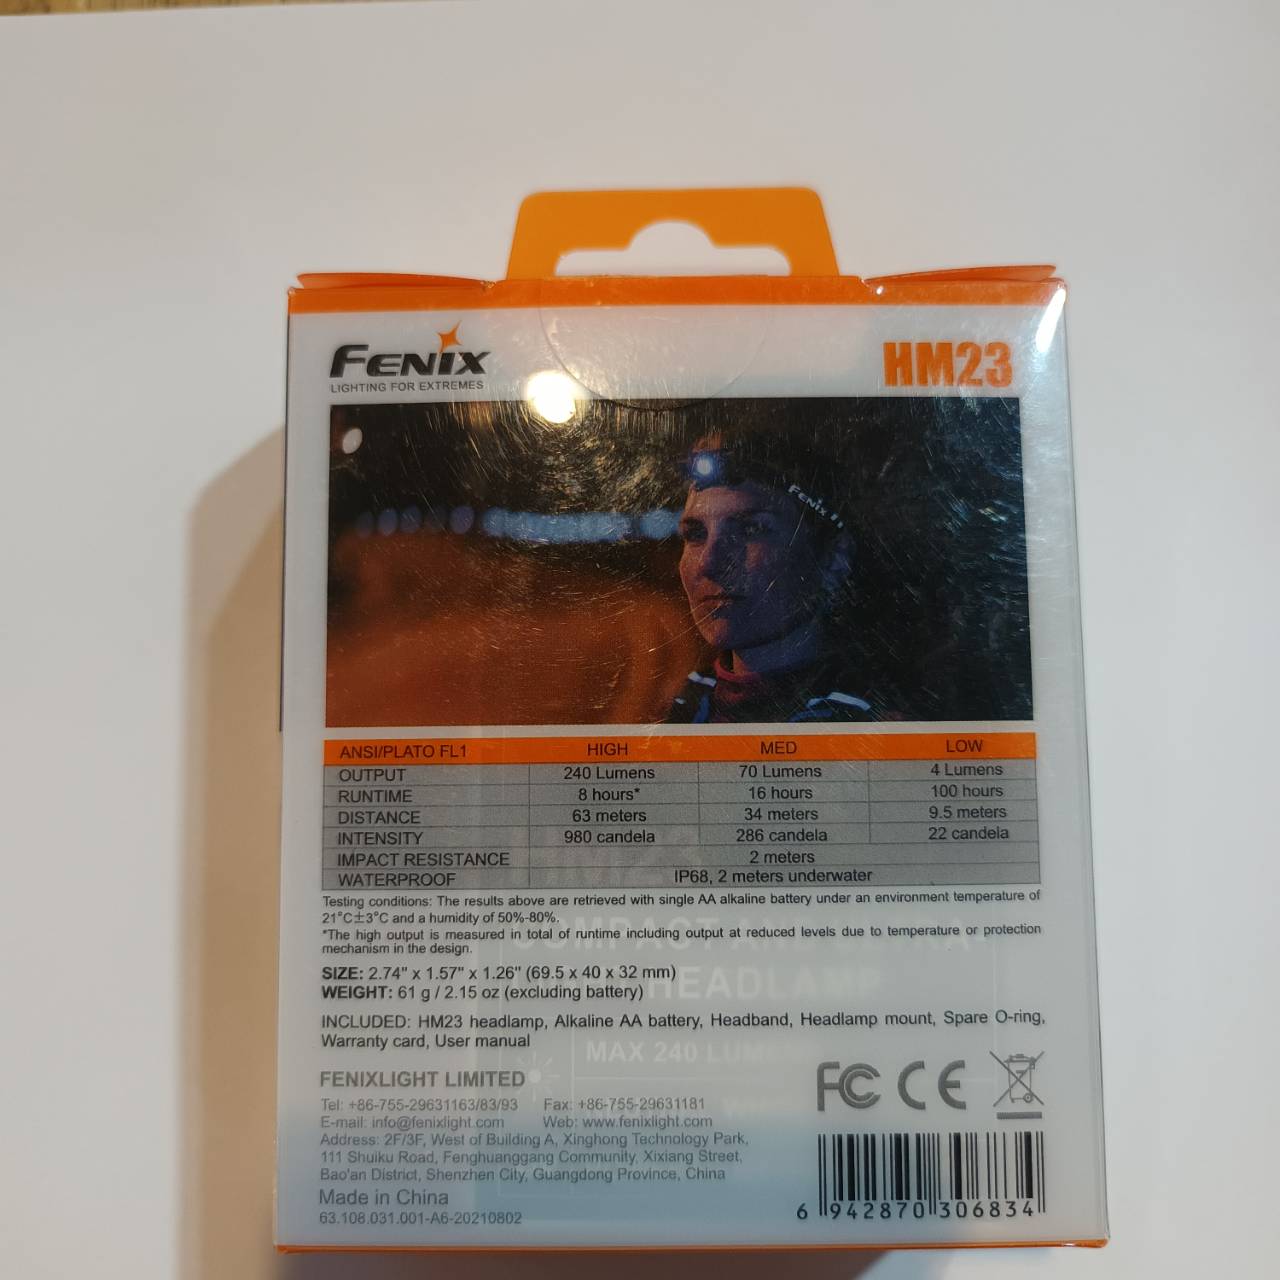 FENIX
LIGHTING FOR EXTREMES
HM23
FENIX
ANSI/PLATO FL1 HIGH MED LOW
OUTPUT 240 Lumens 70 Lumens 4 Lumens
RUNTIME 8 hours* 16 hours 100 hours
DISTANCE 63 meters 34 meters 9.5 meters
INTENSITY 980 candela 286 candela 22 candela
IMPACT RESISTANCE 2 meters
WATERPROOF IP68, 2 meters underwater
Testing conditions: The results above are retrieved with single AA alkaline battery under an environment temperature of
21°C±3°C and a humidity of 50%-80%.
*The high output is measured in total of runtime including output at reduced levels due to temperature or protection
mechanism in the design.
SIZE: 2.74" x 1.57" x 1.26" (69.5 x 40 x 32 mm)
WEIGHT: 61 g / 2.15 oz (excluding battery)
INCLUDED: HM23 headlamp, Alkaline AA battery, Headband, Headlamp mount, Spare O-ring,
Warranty card, User manual
MAX 240
FENIXLIGHT LIMITED
Tel: +86-755-29631163/83/93 Fax: +86-755-29631181
E-mail: info@fenixlight.com Web: www.fenixlight.com
Address: 2F/3F, West of Building A, Xinghong Technology Park,
111 Shuiku Road, Fenghuanggang Community, Xixiang Street,
Bao'an District, Shenzhen City, Guangdong Province, China
Made in China
63.108.031.001-A6-20210802
FC CE
6 942870 306834